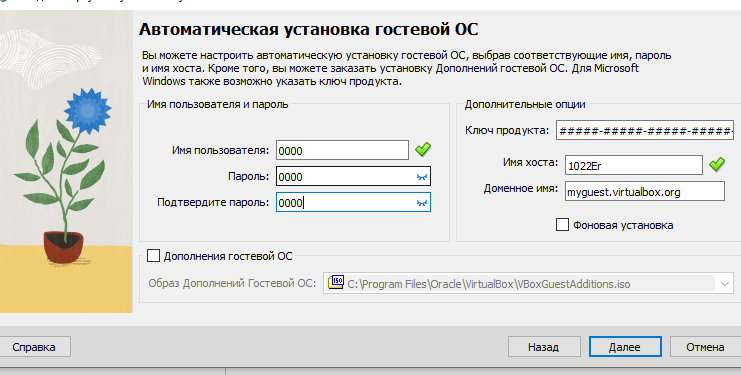 Автоматическая установка гостевой ОС
Вы можете настроить автоматическую установку гостевой ОС, выбрав соответствующие имя, пароль
и имя хоста. Кроме того, вы можете заказать установку Дополнений гостевой ОС. Для Microsoft
Windows также возможно указать ключ продукта.
Имя пользователя и пароль
Имя пользователя: 0000
Пароль: 0000
Подтвердите пароль: 0000
Дополнительные опции
Ключ продукта: #####-#####-#####-#####-
Имя хоста: 1022Er
Доменное имя: myguest.virtualbox.org
Фоновая установка
Дополнения гостевой ОС
Образ Дополнений Гостевой ОС: ISO C:\Program Files\Oracle\VirtualBox\VBoxGuestAdditions.iso
Справка Назад Далее Отмена